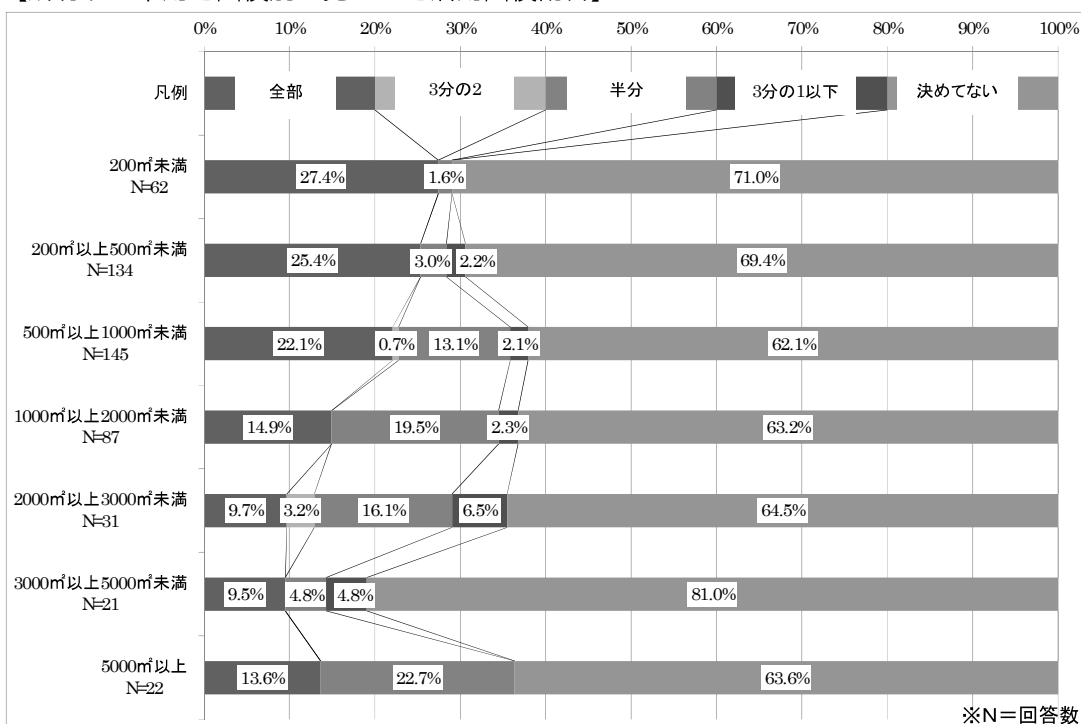 0% 10% 20% 30% 40% 50% 60% 70% 80% 90% 100%
凡例 全部 3分の2 半分 3分の1以下 決めてない
200㎡未満
N=62
27.4% 1.6% 71.0%
200㎡以上500㎡未満
N=134
25.4% 3.0% 2.2% 69.4%
500㎡以上1000㎡未満
N=145
22.1% 0.7% 13.1% 2.1% 62.1%
1000㎡以上2000㎡未満
N=87
14.9% 19.5% 2.3% 63.2%
2000㎡以上3000㎡未満
N=31
9.7% 3.2% 16.1% 6.5% 64.5%
3000㎡以上5000㎡未満
N=21
9.5% 4.8% 4.8% 81.0%
5000㎡以上
N=22
13.6% 22.7% 63.6%
※N=回答数